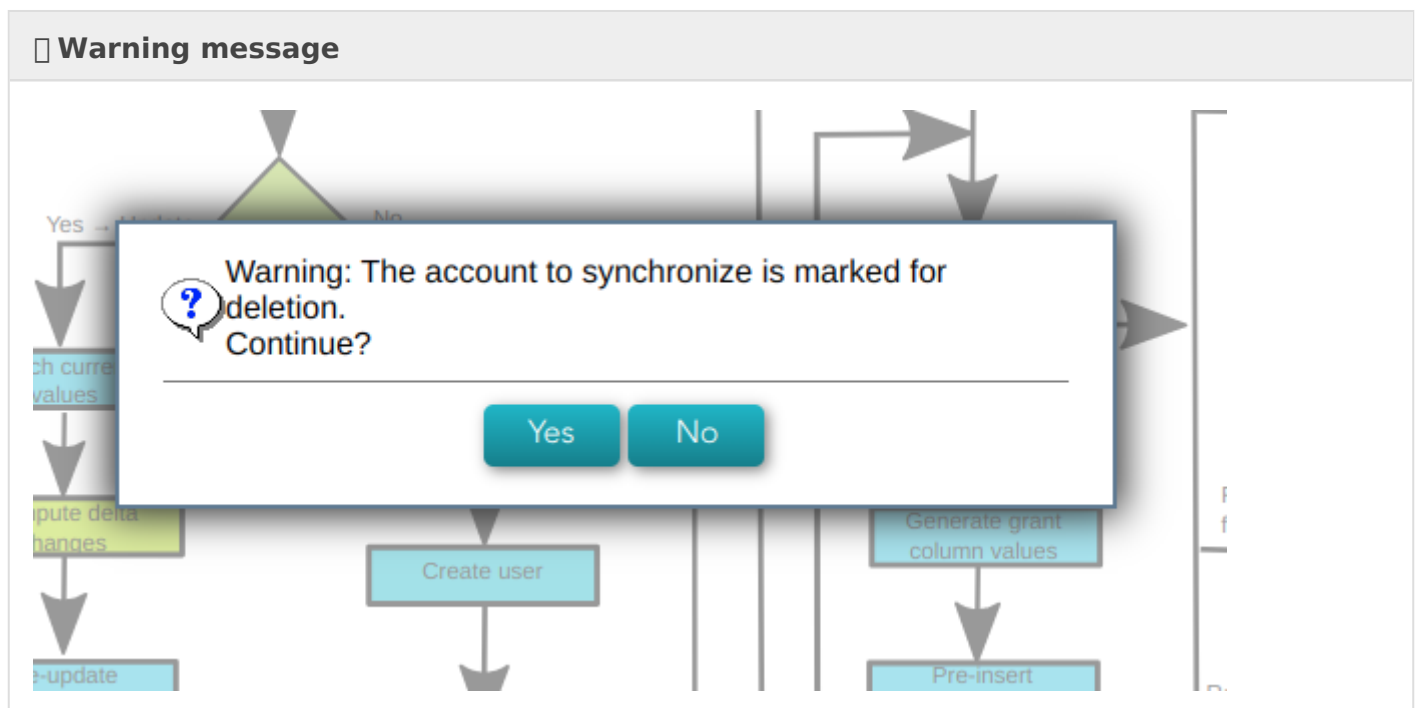 Warning message
Yes →
No
Warning: The account to synchronize is marked for
deletion.
Continue?
Yes No
values
Create user
Generate grant
column values
Pre-insert